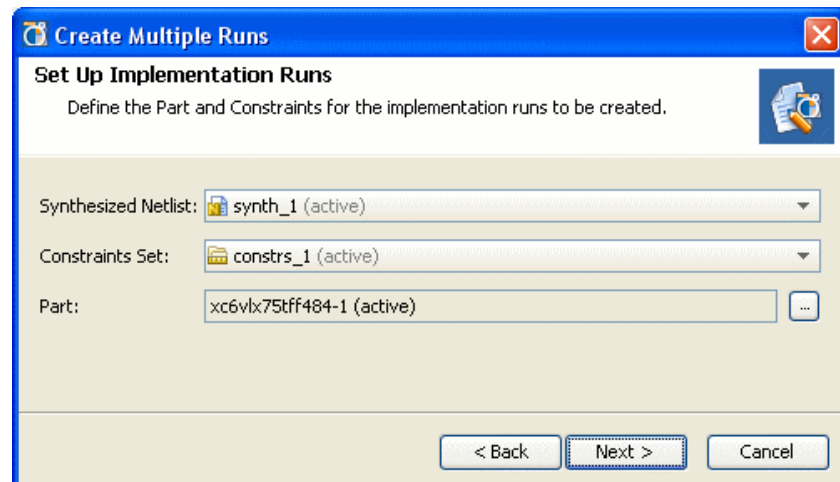 Create Multiple Runs
Set Up Implementation Runs
Define the Part and Constraints for the implementation runs to be created.
Synthesized Netlist: synth_1 (active)
Constraints Set: constrs_1 (active)
Part: xc6vlx75tff484-1 (active) ...
< Back Next > Cancel